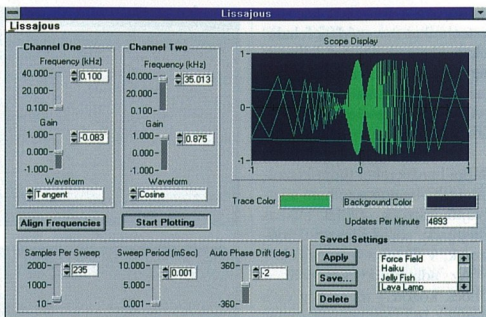 Lissajous
Lissajous
Channel One
Frequency (kHz)
40.000
20.000
0.100
0.100
Gain
1.000
0.000
-1.000
-0.083
Waveform
Tangent
Channel Two
Frequency (kHz)
40.000
20.000
0.100
35.013
Gain
1.000
0.000
-1.000
0.875
Waveform
Cosine
Scope Display
1
0
-1
-1
0
1
Trace Color
Background Color
Updates Per Minute 4893
Align Frequencies
Start Plotting
Samples Per Sweep
2000
1000
10
235
Sweep Period (mSec)
10.000
5.000
0.001
0.001
Auto Phase Drift (deg.)
360
-360
-2
Saved Settings
Apply
Save...
Delete
Force Field
Haiku
Jelly Fish
Lava Lamp